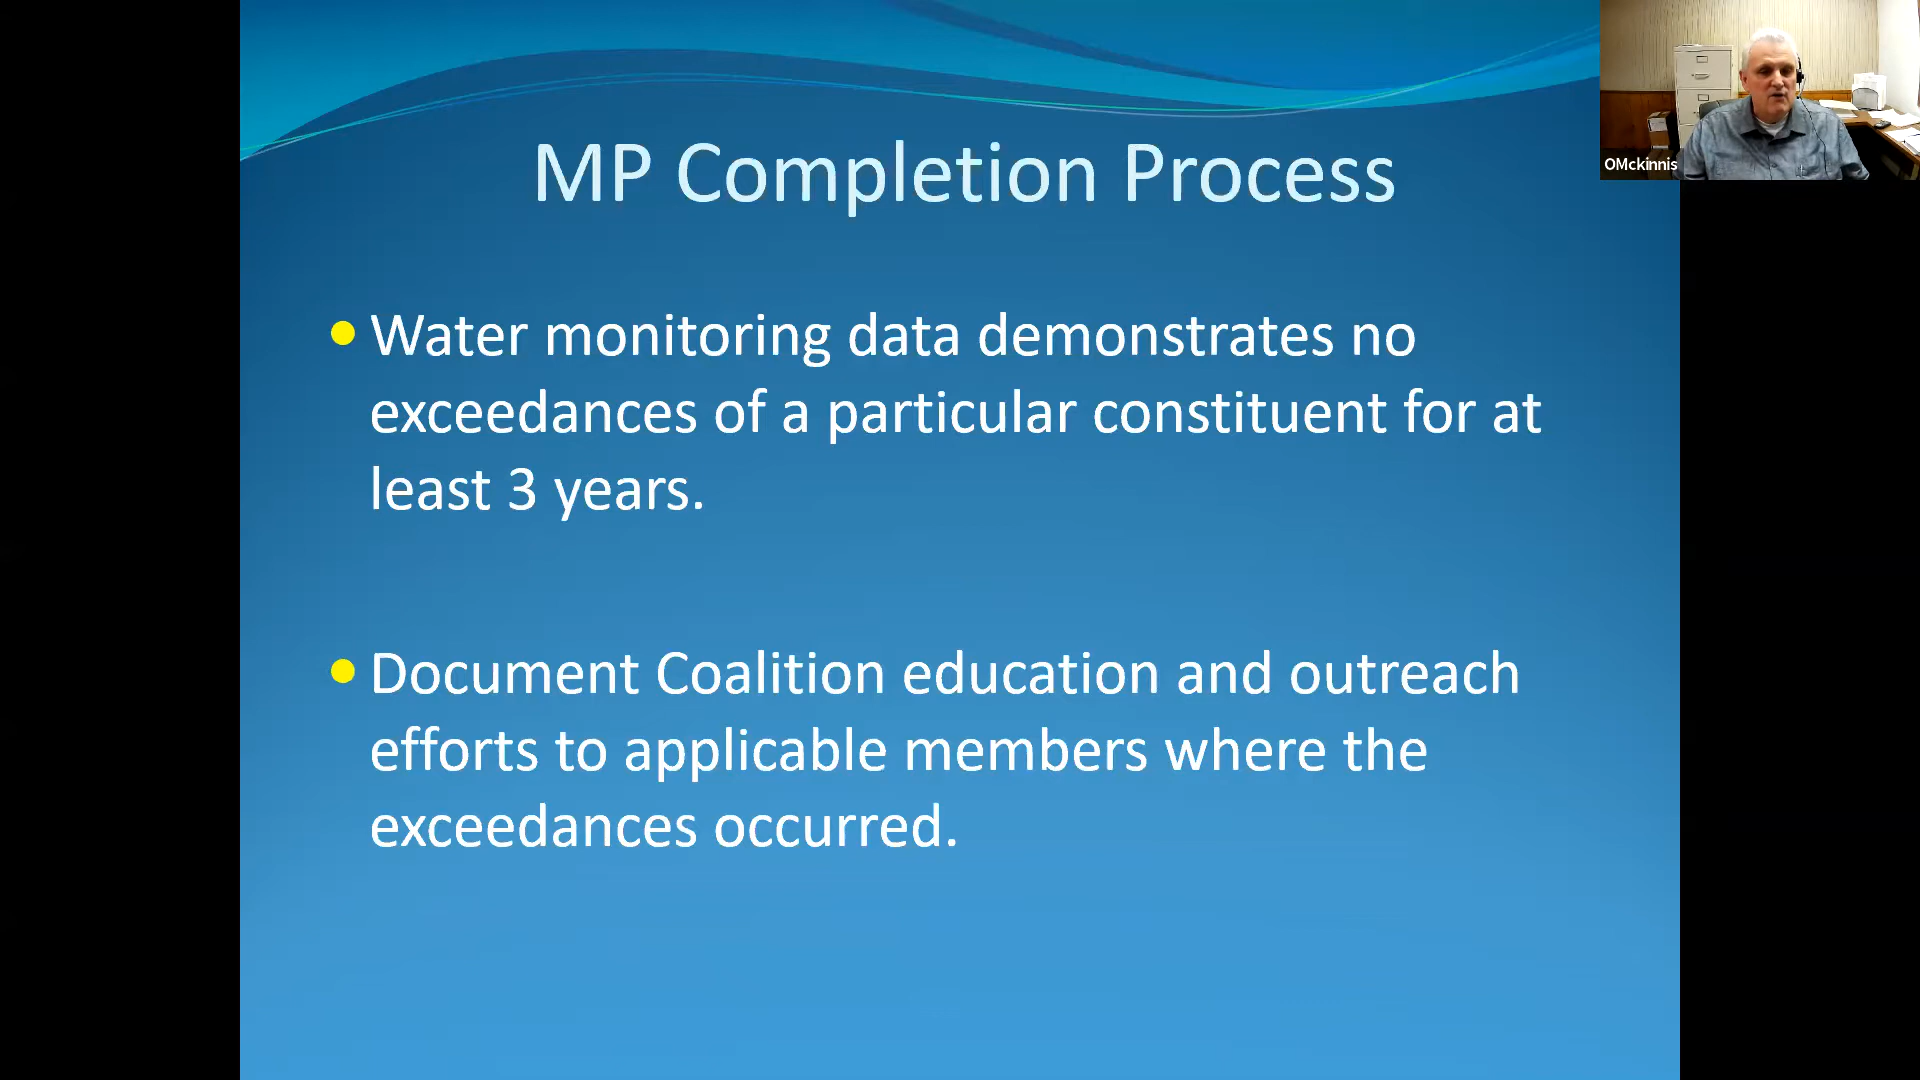 MP Completion Process
OMckinnis
Water monitoring data demonstrates no
exceedances of a particular constituent for at
least 3 years.
Document Coalition education and outreach
efforts to applicable members where the
exceedances occurred.